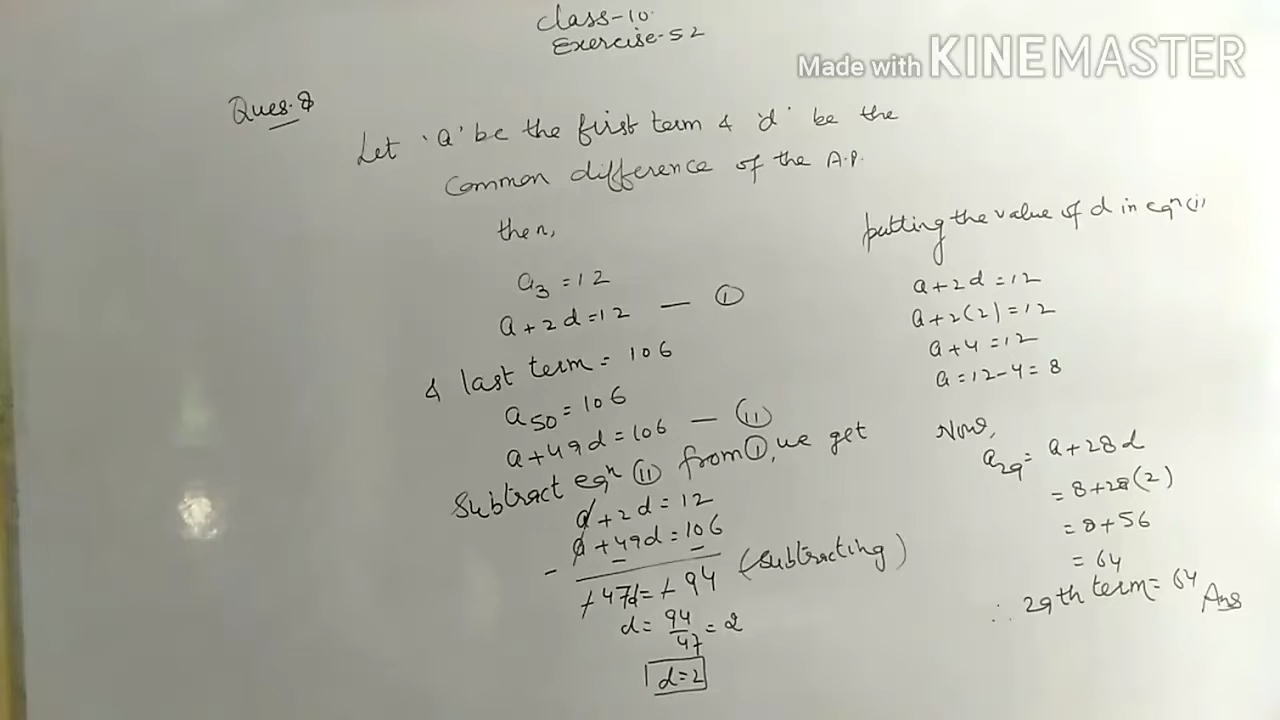 Class-10.
Exercise-52
Made with KINEMASTER
Ques.8
Let 'a' be the first term & 'd' be the
Common difference of the A.P.
then,
a₃ = 12
a + 2d = 12 — (I)
& last term = 106
a₅₀ = 106
a + 49d = 106 — (II)
Subtract eqⁿ (II) from (I), we get
a + 2d = 12
a + 49d = 106
- - -
(Subtracting)
+47d = +94
d = 94/47 = 2
d = 2
putting the value of d in eqⁿ (i)
a + 2d = 12
a + 2(2) = 12
a + 4 = 12
a = 12 - 4 = 8
Now,
a₂₉ = a + 28d
= 8 + 28(2)
= 8 + 56
= 64
∴ 29th term = 64 Ans